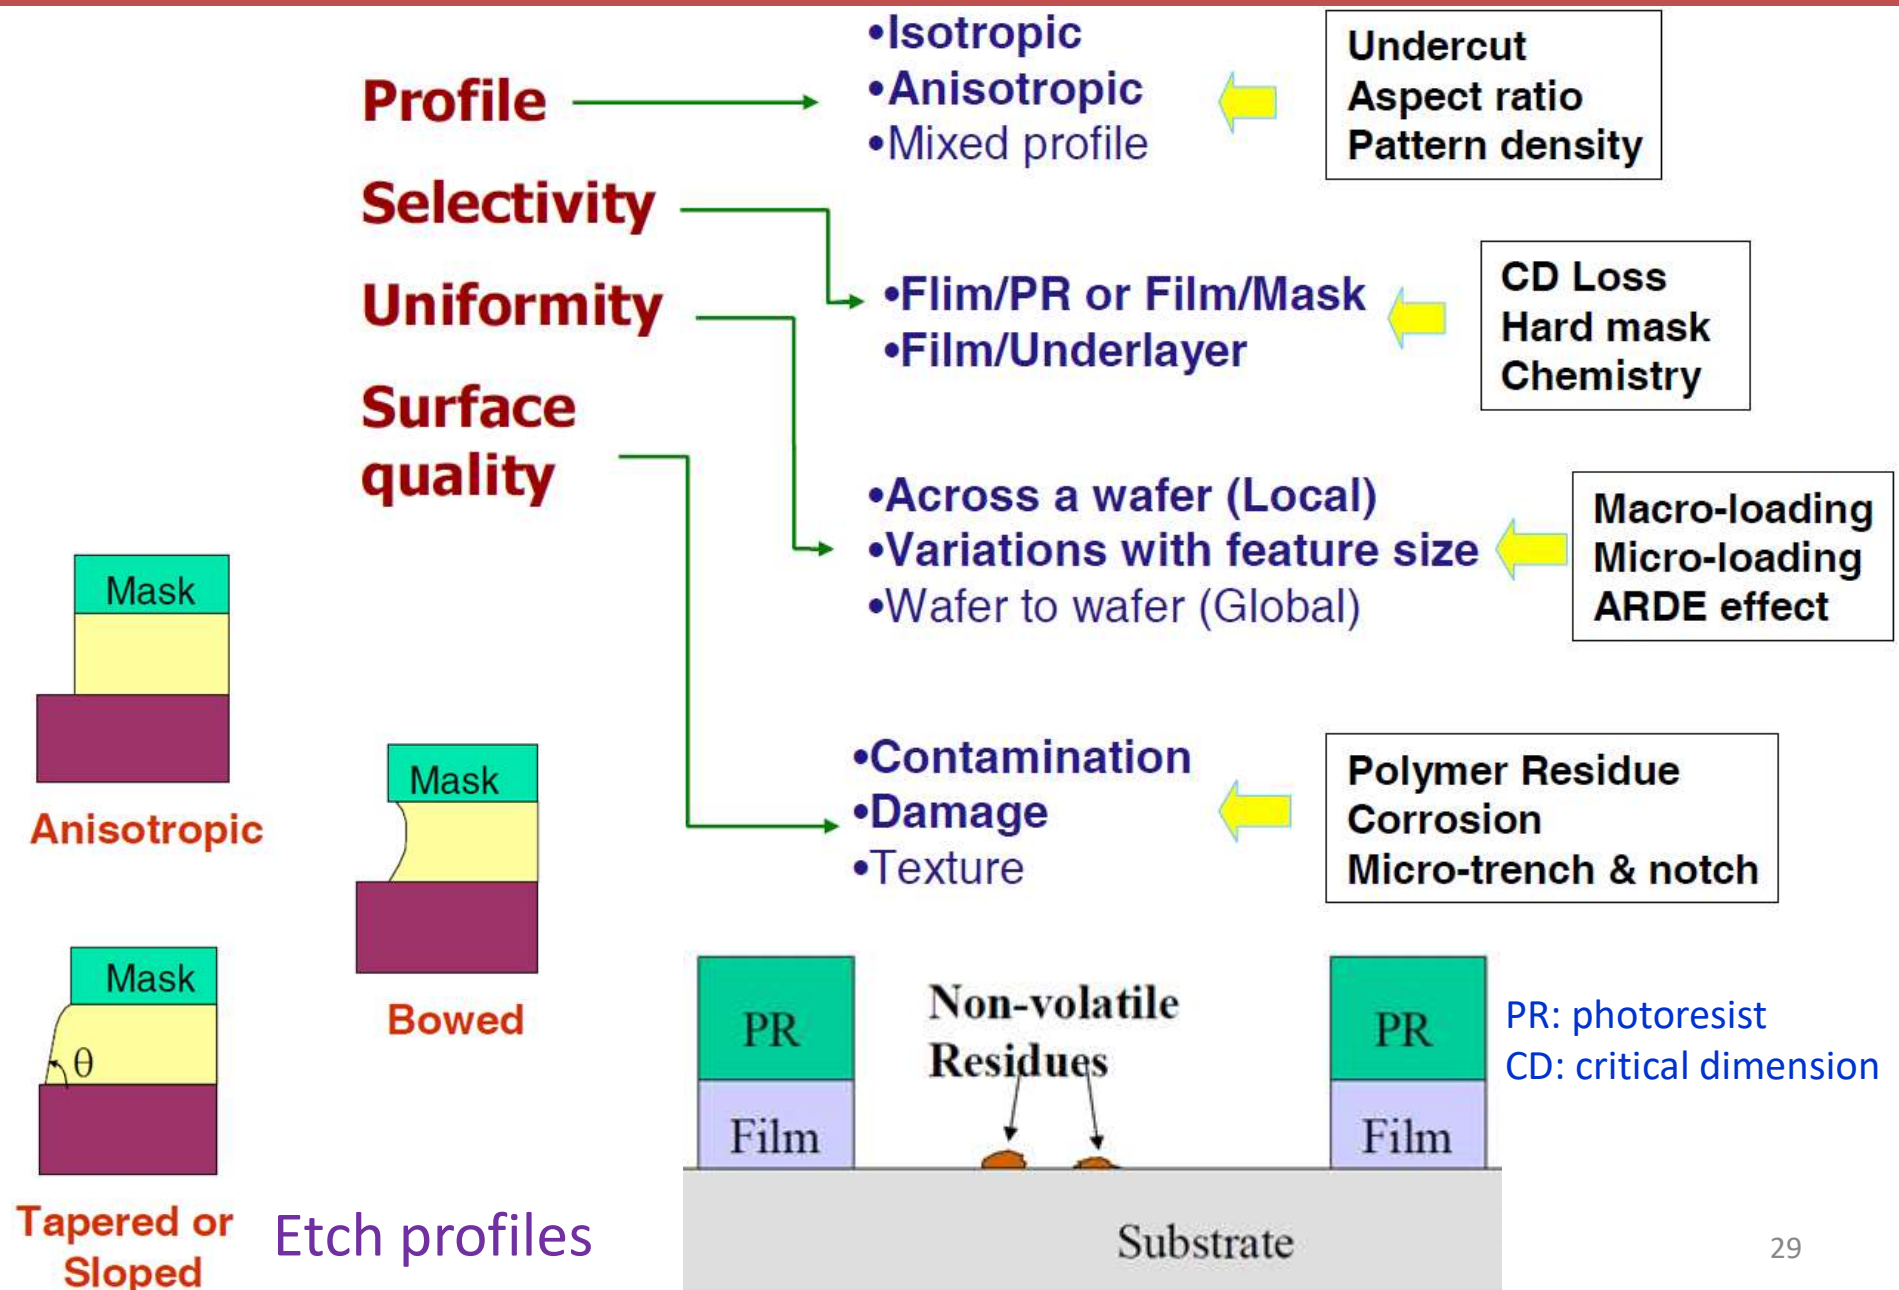 Profile
Selectivity
Uniformity
Surface
quality
•Isotropic
•Anisotropic
•Mixed profile
Undercut
Aspect ratio
Pattern density
•Flim/PR or Film/Mask
•Film/Underlayer
CD Loss
Hard mask
Chemistry
•Across a wafer (Local)
•Variations with feature size
•Wafer to wafer (Global)
Macro-loading
Micro-loading
ARDE effect
•Contamination
•Damage
•Texture
Polymer Residue
Corrosion
Micro-trench & notch
Mask
Anisotropic
Mask
Bowed
Mask
θ
Tapered or
Sloped
Etch profiles
PR
Film
Non-volatile
Residues
PR
Film
Substrate
PR: photoresist
CD: critical dimension
29